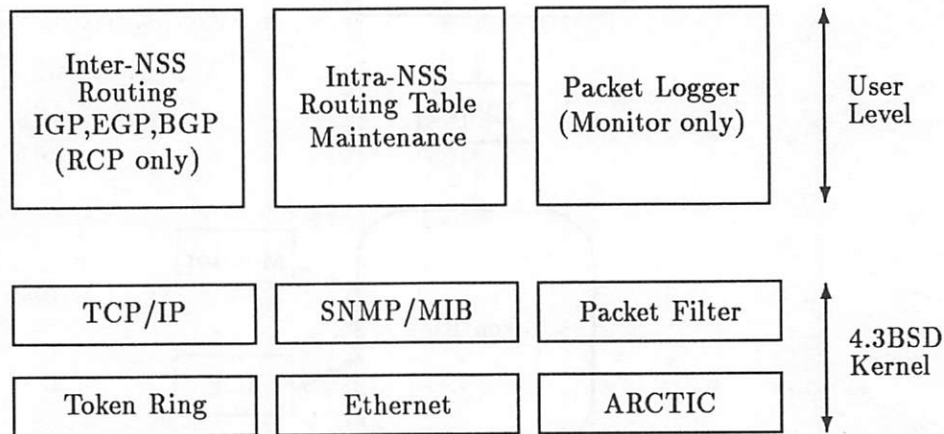 Inter-NSS
Routing
IGP,EGP,BGP
(RCP only)
Intra-NSS
Routing Table
Maintenance
Packet Logger
(Monitor only)
User
Level
TCP/IP
SNMP/MIB
Packet Filter
4.3BSD
Kernel
Token Ring
Ethernet
ARCTIC